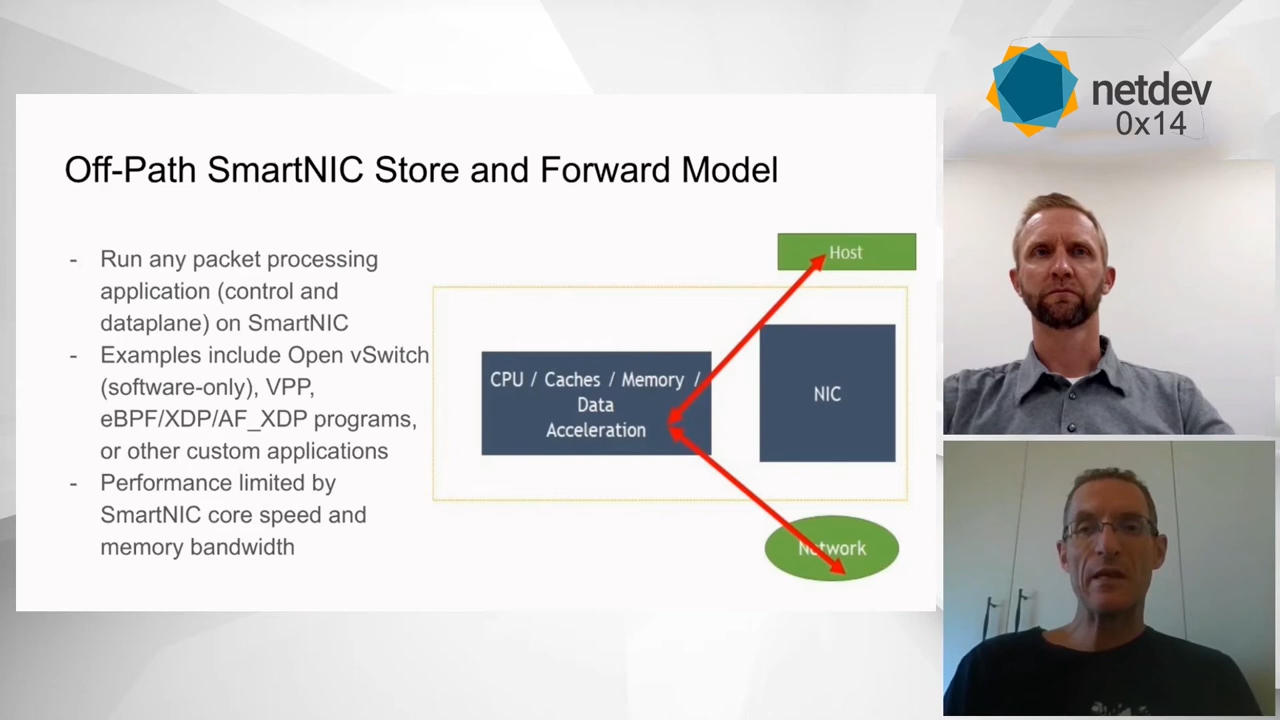 netdev
0x14
Off-Path SmartNIC Store and Forward Model
- Run any packet processing
application (control and
dataplane) on SmartNIC
- Examples include Open vSwitch
(software-only), VPP,
eBPF/XDP/AF_XDP programs,
or other custom applications
- Performance limited by
SmartNIC core speed and
memory bandwidth
Host
CPU / Caches / Memory /
Data
Acceleration
NIC
Network